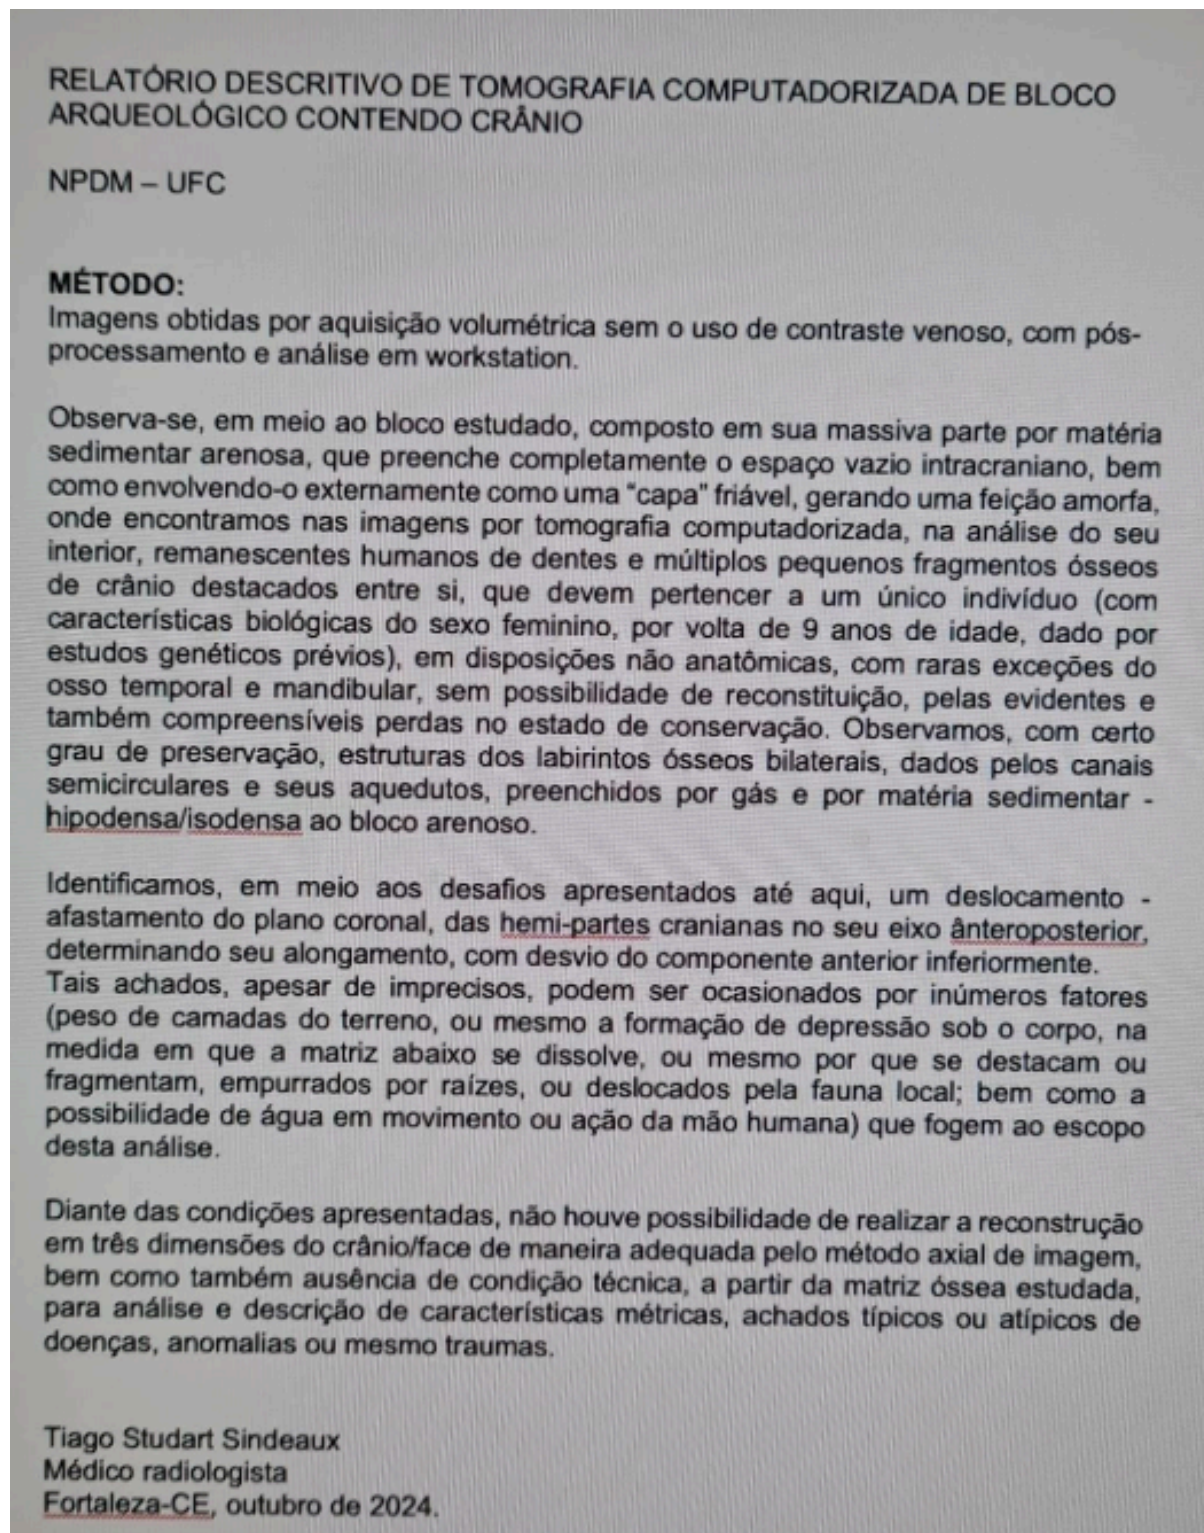 RELATÓRIO DESCRITIVO DE TOMOGRAFIA COMPUTADORIZADA DE BLOCO
ARQUEOLÓGICO CONTENDO CRÂNIO
NPDM – UFC
MÉTODO:
Imagens obtidas por aquisição volumétrica sem o uso de contraste venoso, com pós-
processamento e análise em workstation.
Observa-se, em meio ao bloco estudado, composto em sua massiva parte por matéria
sedimentar arenosa, que preenche completamente o espaço vazio intracraniano, bem
como envolvendo-o externamente como uma “capa” friável, gerando uma feição amorfa,
onde encontramos nas imagens por tomografia computadorizada, na análise do seu
interior, remanescentes humanos de dentes e múltiplos pequenos fragmentos ósseos
de crânio destacados entre si, que devem pertencer a um único indivíduo (com
características biológicas do sexo feminino, por volta de 9 anos de idade, dado por
estudos genéticos prévios), em disposições não anatômicas, com raras exceções do
osso temporal e mandibular, sem possibilidade de reconstituição, pelas evidentes e
também compreensíveis perdas no estado de conservação. Observamos, com certo
grau de preservação, estruturas dos labirintos ósseos bilaterais, dados pelos canais
semicirculares e seus aquedutos, preenchidos por gás e por matéria sedimentar -
hipodensa/isodensa ao bloco arenoso.
Identificamos, em meio aos desafios apresentados até aqui, um deslocamento -
afastamento do plano coronal, das hemi-partes cranianas no seu eixo ânteroposterior,
determinando seu alongamento, com desvio do componente anterior inferiormente.
Tais achados, apesar de imprecisos, podem ser ocasionados por inúmeros fatores
(peso de camadas do terreno, ou mesmo a formação de depressão sob o corpo, na
medida em que a matriz abaixo se dissolve, ou mesmo por que se destacam ou
fragmentam, empurrados por raízes, ou deslocados pela fauna local; bem como a
possibilidade de água em movimento ou ação da mão humana) que fogem ao escopo
desta análise.
Diante das condições apresentadas, não houve possibilidade de realizar a reconstrução
em três dimensões do crânio/face de maneira adequada pelo método axial de imagem,
bem como também ausência de condição técnica, a partir da matriz óssea estudada,
para análise e descrição de características métricas, achados típicos ou atípicos de
doenças, anomalias ou mesmo traumas.
Tiago Studart Sindeaux
Médico radiologista
Fortaleza-CE, outubro de 2024.